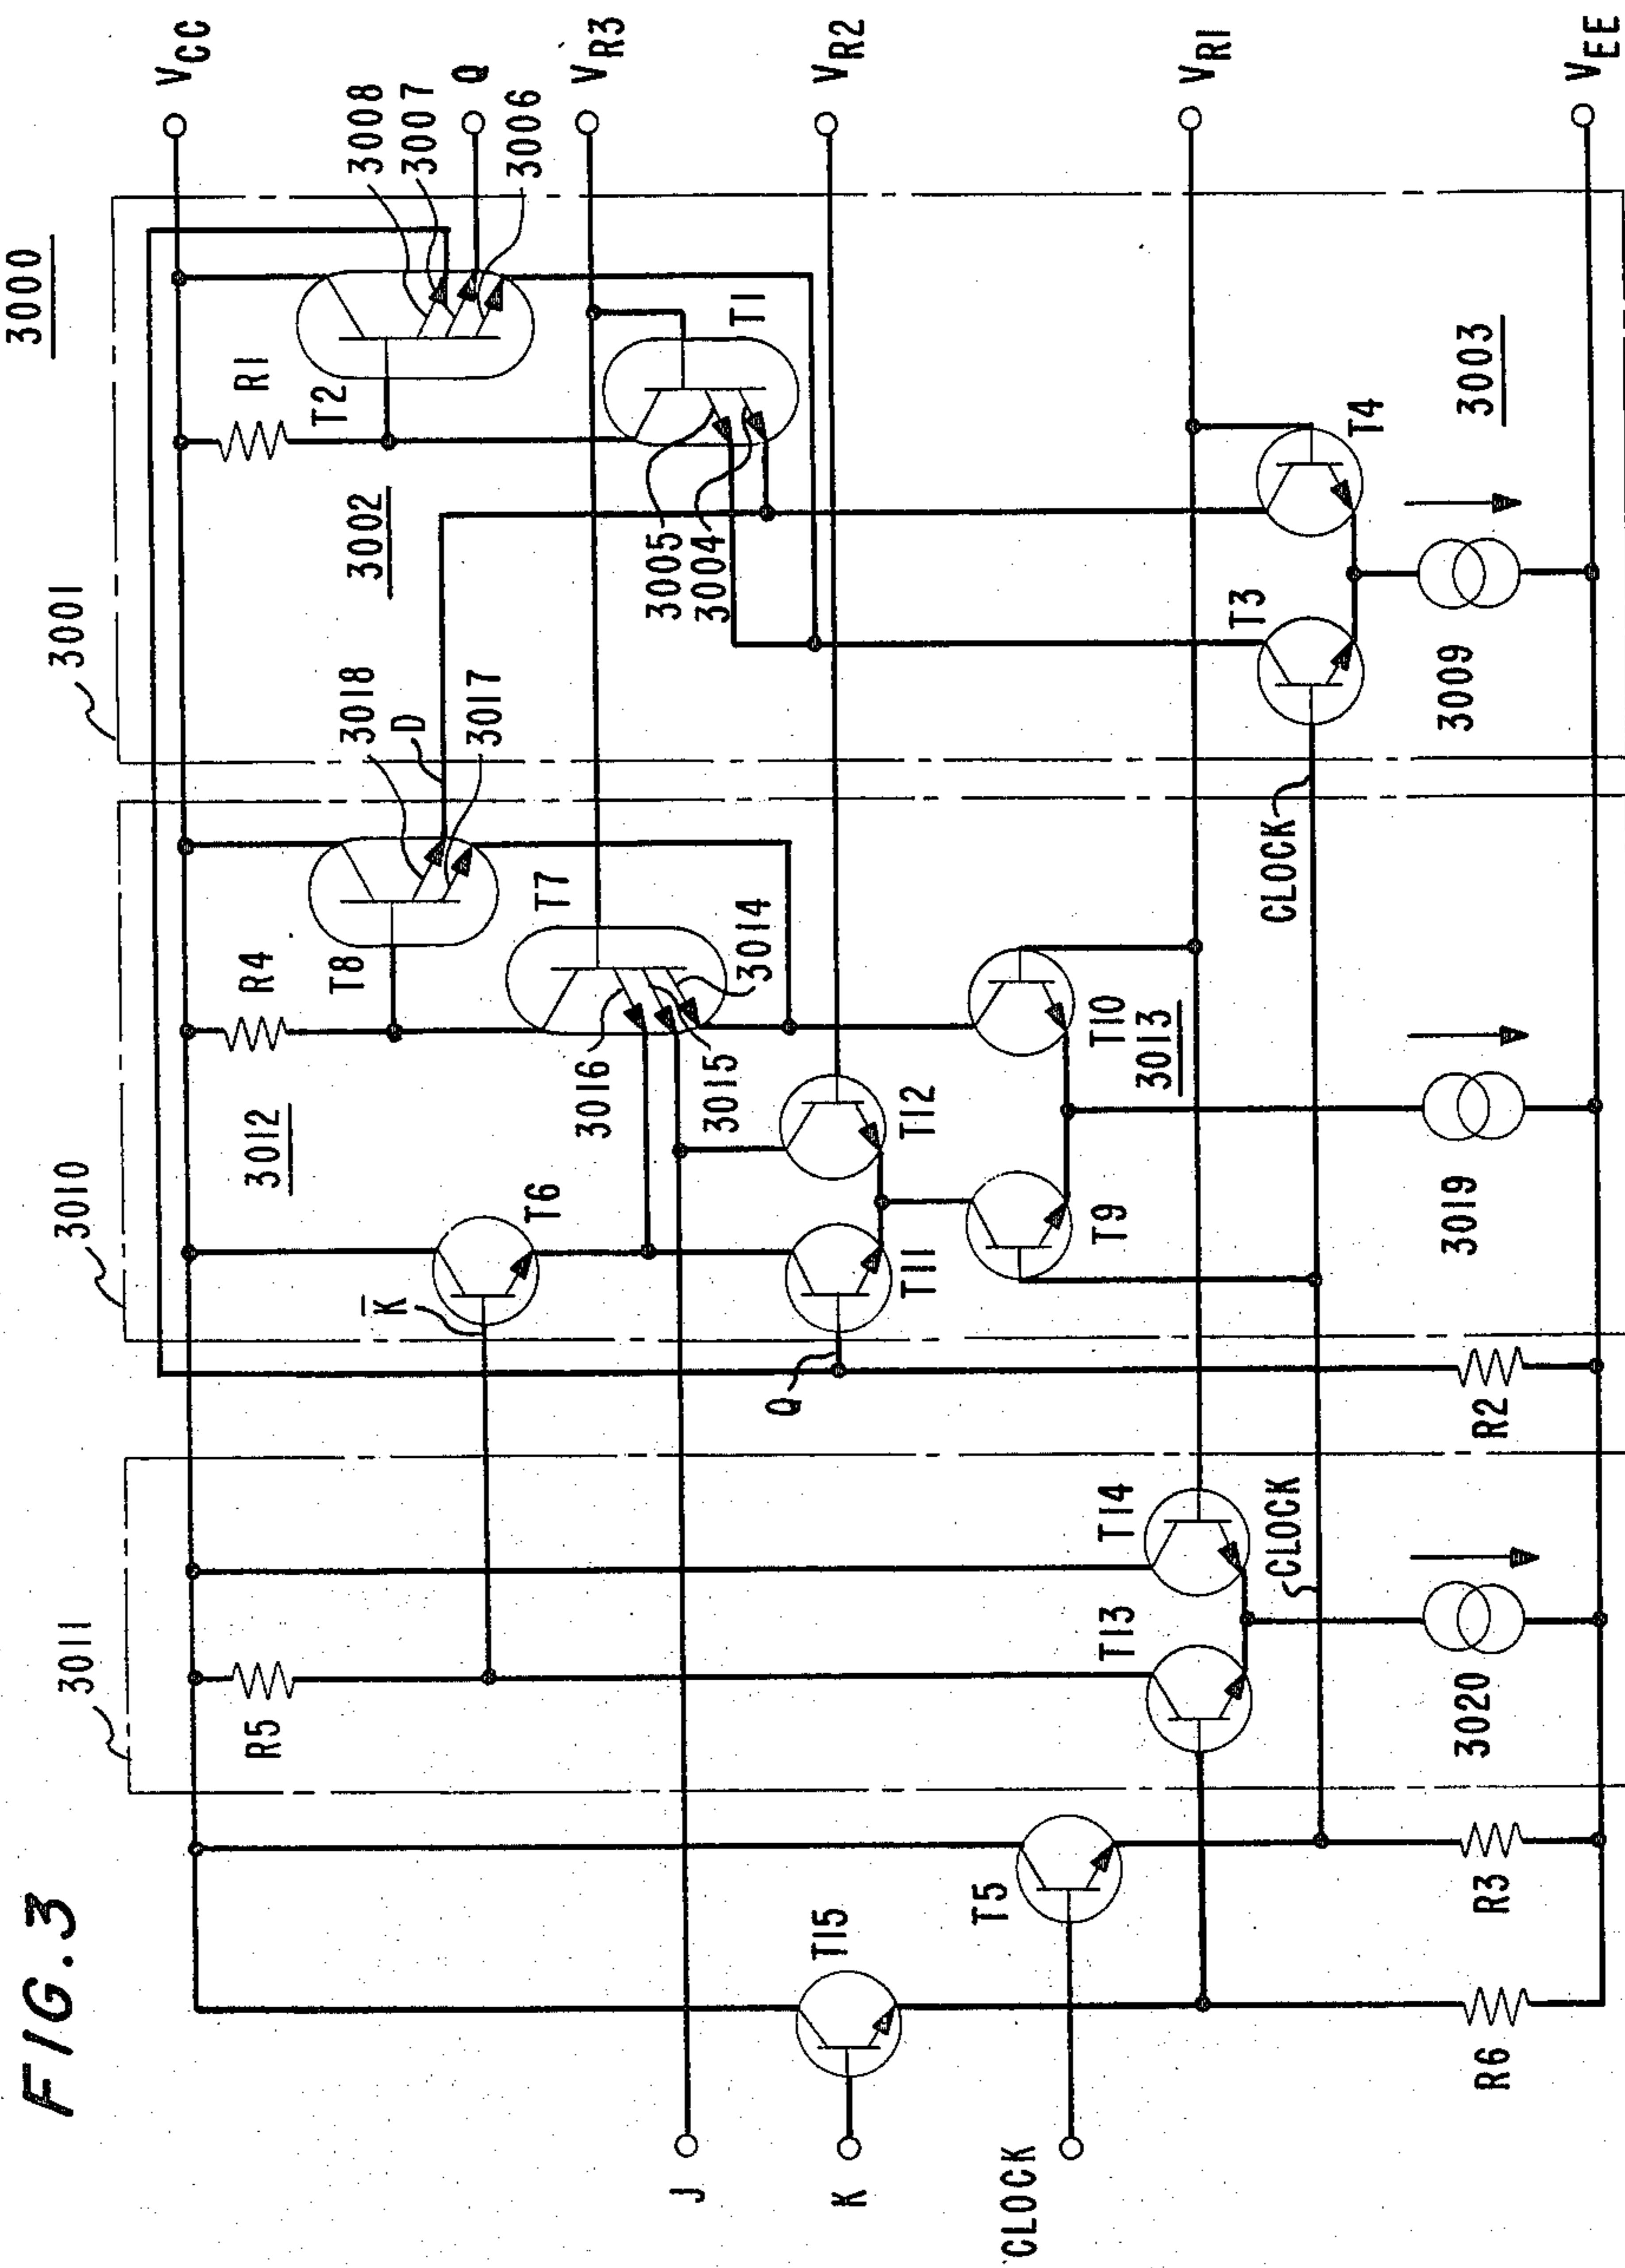 FIG.3
3000
3001
3010
3011
VCC
Q
VR3
VR2
VR1
VEE
3008
3007
3006
R1
T2
3002
T1
3005
3004
T4
3003
T3
3009
CLOCK
3018
D
3017
R4
T8
T7
3014
3016
3015
3012
T6
K̅
T12
T11
T10
3013
T9
3019
Q
R2
R5
T14
T13
CLOCK
3020
T15
T5
R3
R6
J
K
CLOCK